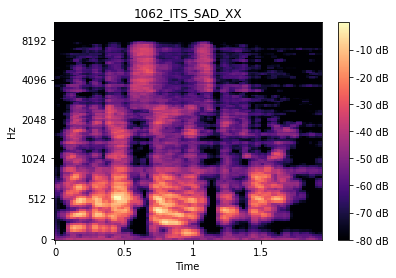 1062_ITS_SAD_XX
8192
4096
2048
1024
512
0
Hz
0
0.5
1
1.5
Time
-10 dB
-20 dB
-30 dB
-40 dB
-50 dB
-60 dB
-70 dB
-80 dB